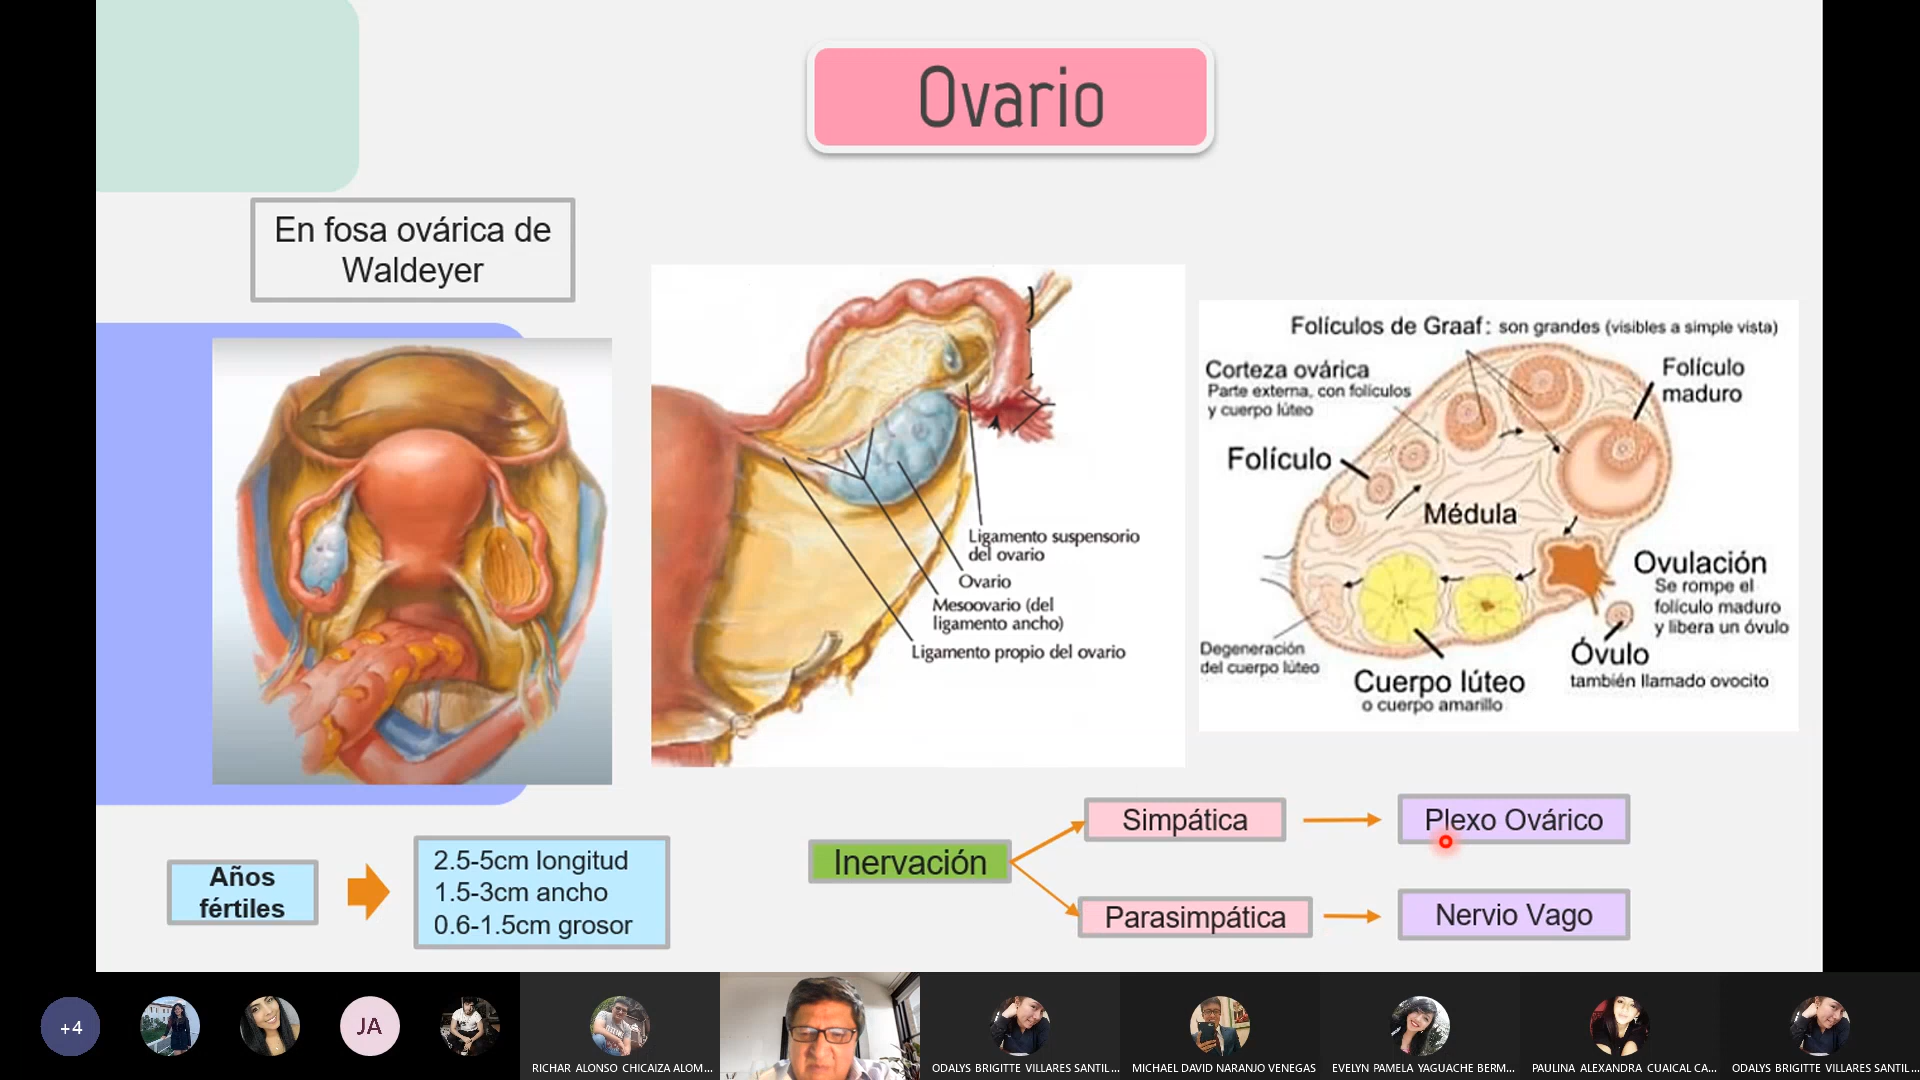 Ovario
En fosa ovárica de
Waldeyer
Ligamento suspensorio
del ovario
Ovario
Mesoovario (del
ligamento ancho)
Ligamento propio del ovario
Folículos de Graaf: son grandes (visibles a simple vista)
Corteza ovárica
Parte externa, con folículos
y cuerpo lúteo
Folículo
maduro
Folículo
Médula
Ovulación
Se rompe el
folículo maduro
y libera un óvulo
Óvulo
también llamado ovocito
Degeneración
del cuerpo lúteo
Cuerpo lúteo
o cuerpo amarillo
Años
fértiles
2.5-5cm longitud
1.5-3cm ancho
0.6-1.5cm grosor
Inervación
Simpática
Plexo Ovárico
Parasimpática
Nervio Vago
+4
JA
RICHAR ALONSO CHICAIZA ALOM...
ODALYS BRIGITTE VILLARES SANTIL...
MICHAEL DAVID NARANJO VENEGAS
EVELYN PAMELA YAGUACHE BERM...
PAULINA ALEXANDRA CUAICAL CA...
ODALYS BRIGITTE VILLARES SANTIL...